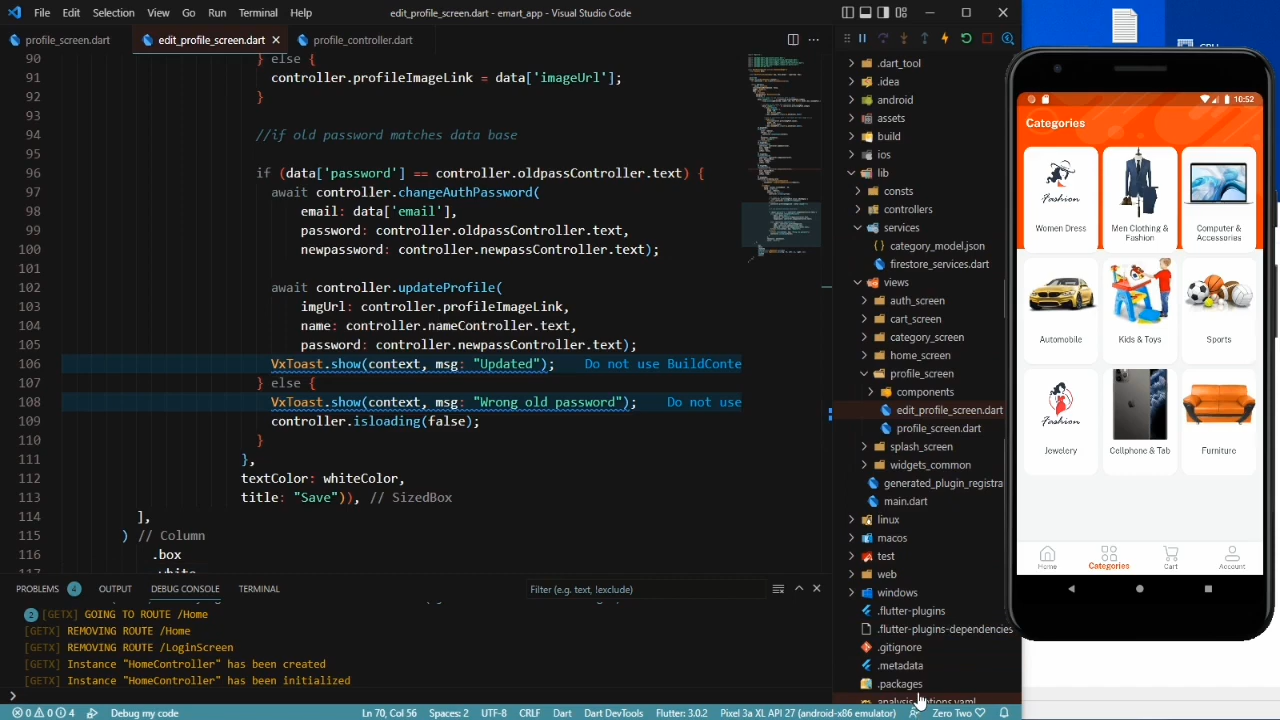 File Edit Selection View Go Run Terminal Help
edit_profile_screen.dart - emart_app - Visual Studio Code
profile_screen.dart
edit_profile_screen.dart
profile_controller.dart
90 } else {
91 controller.profileImageLink = data['imageUrl'];
92 }
93
94 //if old password matches data base
95
96 if (data['password'] == controller.oldpassController.text) {
97 await controller.changeAuthPassword(
98 email: data['email'],
99 password: controller.oldpassController.text,
100 newpassword: controller.newpassController.text);
101
102 await controller.updateProfile(
103 imgUrl: controller.profileImageLink,
104 name: controller.nameController.text,
105 password: controller.newpassController.text);
106 VxToast.show(context, msg: "Updated"); Do not use BuildConte
107 } else {
108 VxToast.show(context, msg: "Wrong old password"); Do not use
109 controller.isloading(false);
110 }
111 },
112 textColor: whiteColor,
113 title: "Save")), // SizedBox
114 ],
115 ) // Column
116 .box
117 .white
PROBLEMS 4 OUTPUT DEBUG CONSOLE TERMINAL
Filter (e.g. text, !exclude)
2 [GETX] GOING TO ROUTE /Home
[GETX] REMOVING ROUTE /Home
[GETX] REMOVING ROUTE /LoginScreen
[GETX] Instance "HomeController" has been created
[GETX] Instance "HomeController" has been initialized
.dart_tool
.idea
android
assets
build
ios
lib
consts
controllers
services
category_model.json
firestore_services.dart
views
auth_screen
cart_screen
category_screen
home_screen
profile_screen
components
edit_profile_screen.dart
profile_screen.dart
splash_screen
widgets_common
generated_plugin_registra
main.dart
linux
macos
test
web
windows
.flutter-plugins
.flutter-plugins-dependencies
.gitignore
.metadata
.packages
0 0 4 Debug my code
Ln 70, Col 56 Spaces: 2 UTF-8 CRLF Dart Dart DevTools Flutter: 3.0.2 Pixel 3a XL API 27 (android-x86 emulator) Zero Two
10:52
Categories
Women Dress
Men Clothing &
Fashion
Computer &
Accessories
Automobile
Kids & Toys
Sports
Jewelery
Cellphone & Tab
Furniture
Fashion
Fashion
Home
Categories
Cart
Account